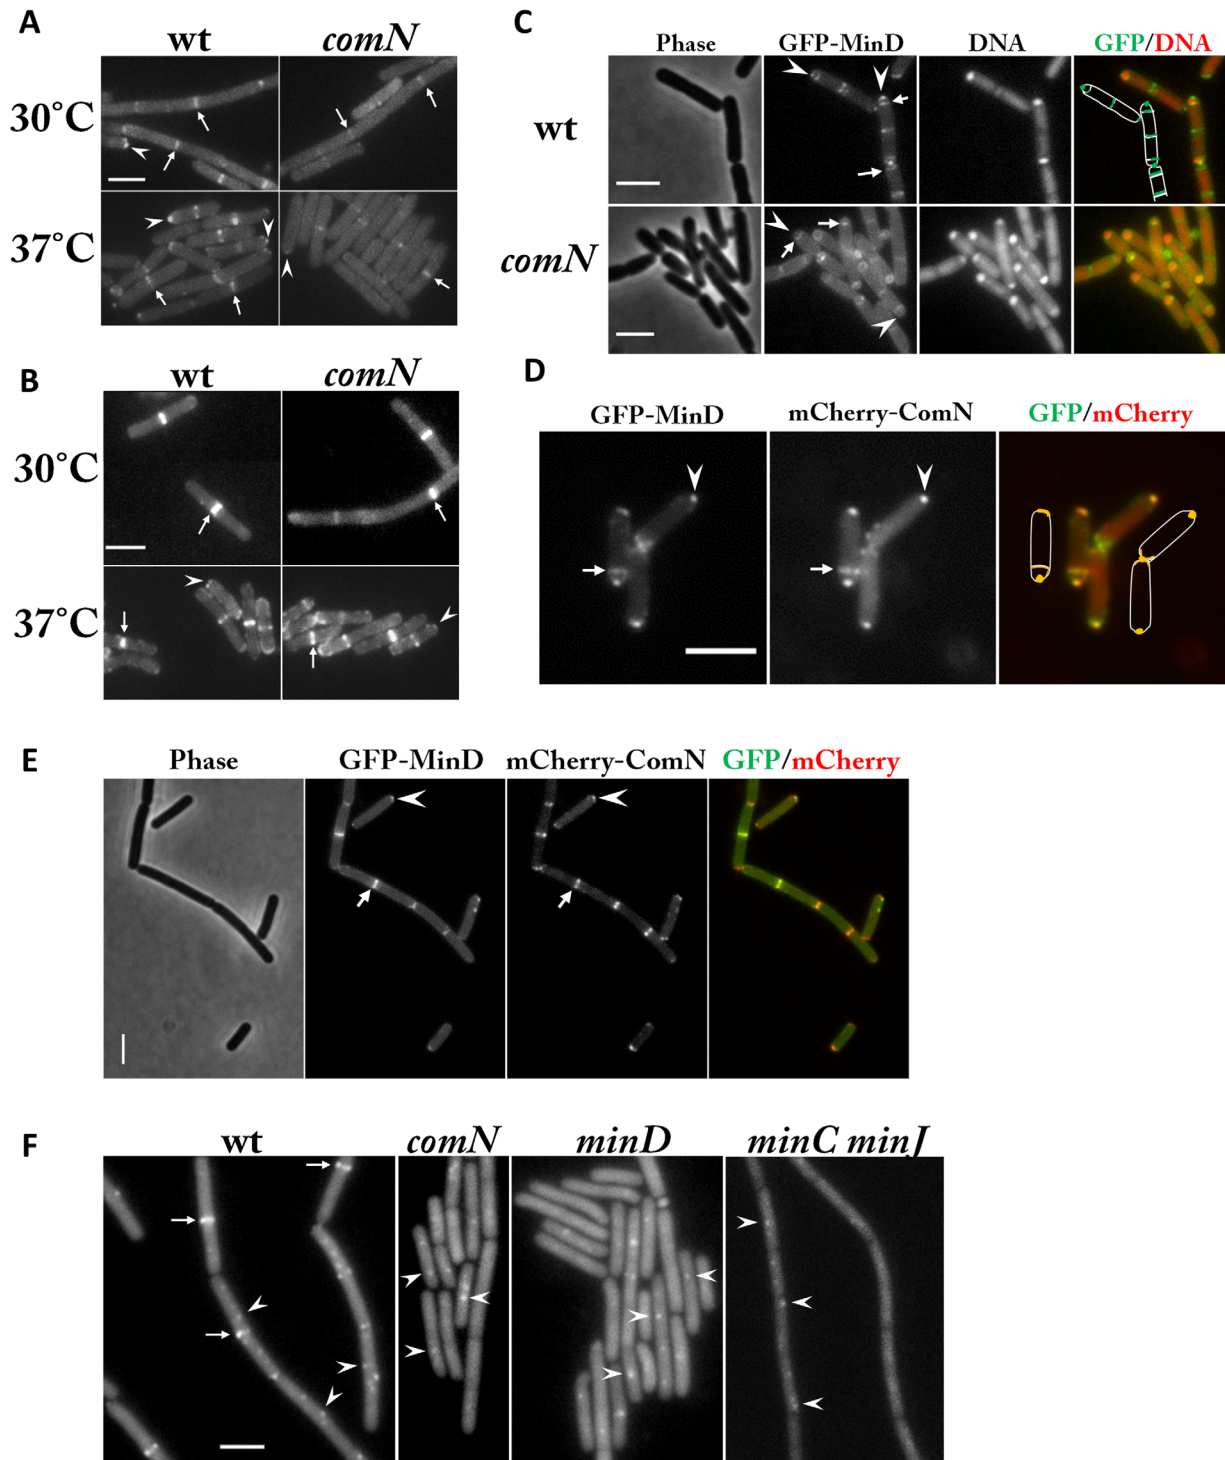 A
wt comN
30°C
37°C
B
wt comN
30°C
37°C
C
Phase GFP-MinD DNA GFP/DNA
wt
comN
D
GFP-MinD mCherry-ComN GFP/mCherry
E
Phase GFP-MinD mCherry-ComN GFP/mCherry
F
wt comN minD minC minJ